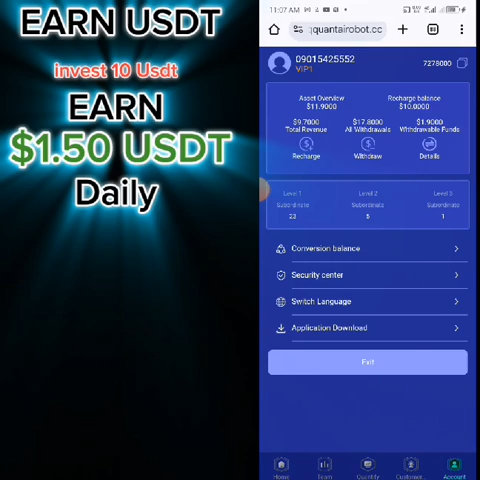 EARN USDT
invest 10 Usdt
EARN
$1.50 USDT
Daily
11:07 AM
quantairobot.cc
09015425552
VIP1
7278000
Asset Overview
$11.9000
Recharge balance
$10.0000
$9.7000
Total Revenue
$17.8000
All Withdrawals
$1.9000
Withdrawable Funds
Recharge
Withdraw
Details
Level 1
Subordinate
23
Level 2
Subordinate
5
Level 3
Subordinate
1
Conversion balance
Security center
Switch Language
Application Download
Exit
Home
Team
Quantify
Customer...
Account